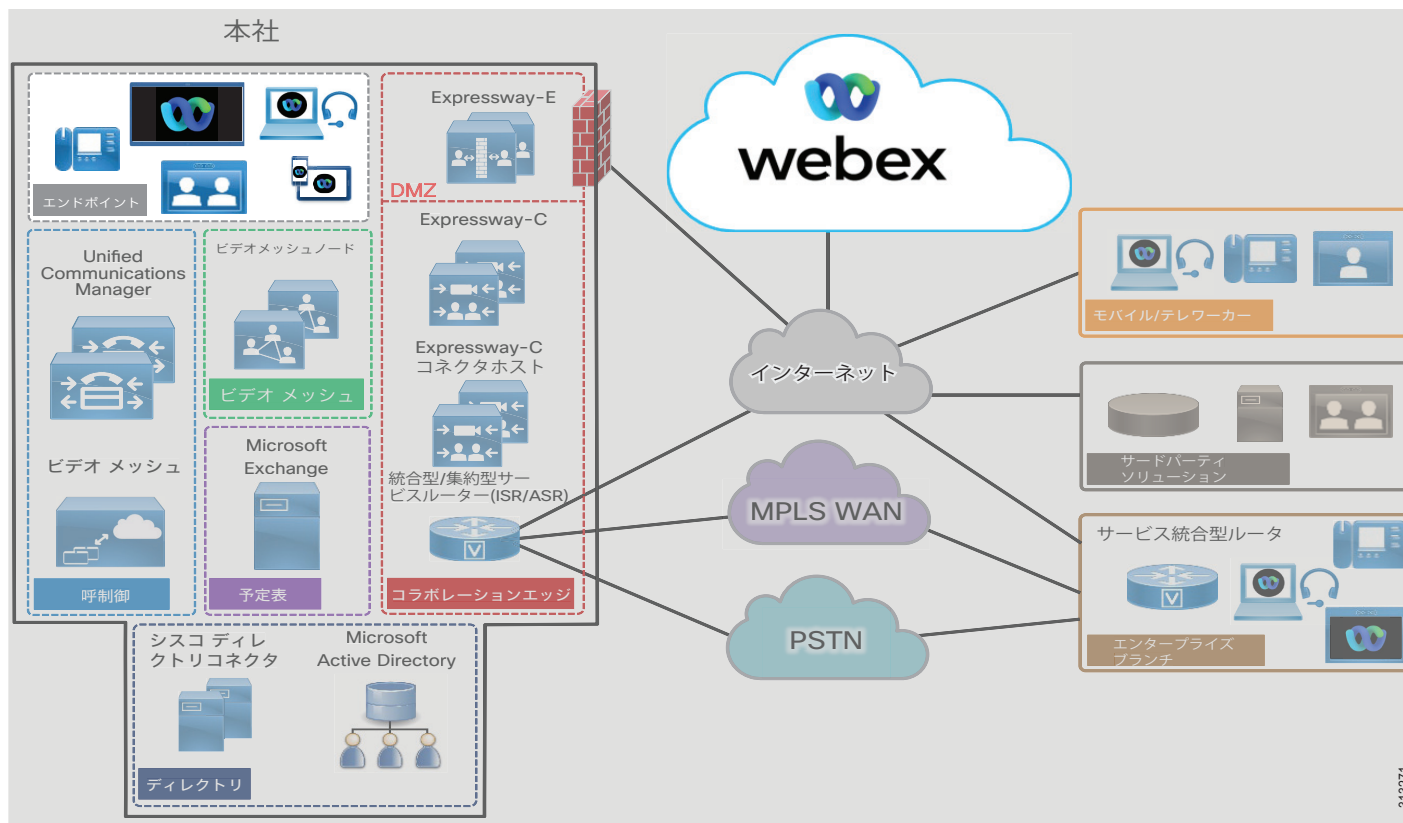 本社
エンドポイント
Expressway-E
DMZ
Expressway-C
Expressway-C
コネクタホスト
統合型/集約型サー
ビスルーター(ISR/ASR)
コラボレーションエッジ
Unified
Communications
Manager
ビデオ メッシュ
呼制御
ビデオメッシュノード
ビデオ メッシュ
Microsoft
Exchange
予定表
シスコ ディレ
クトリコネクタ
Microsoft
Active Directory
ディレクトリ
webex
インターネット
MPLS WAN
PSTN
モバイル/テレワーカー
サードパーティ
ソリューション
サービス統合型ルータ
エンタープライズ
ブランチ